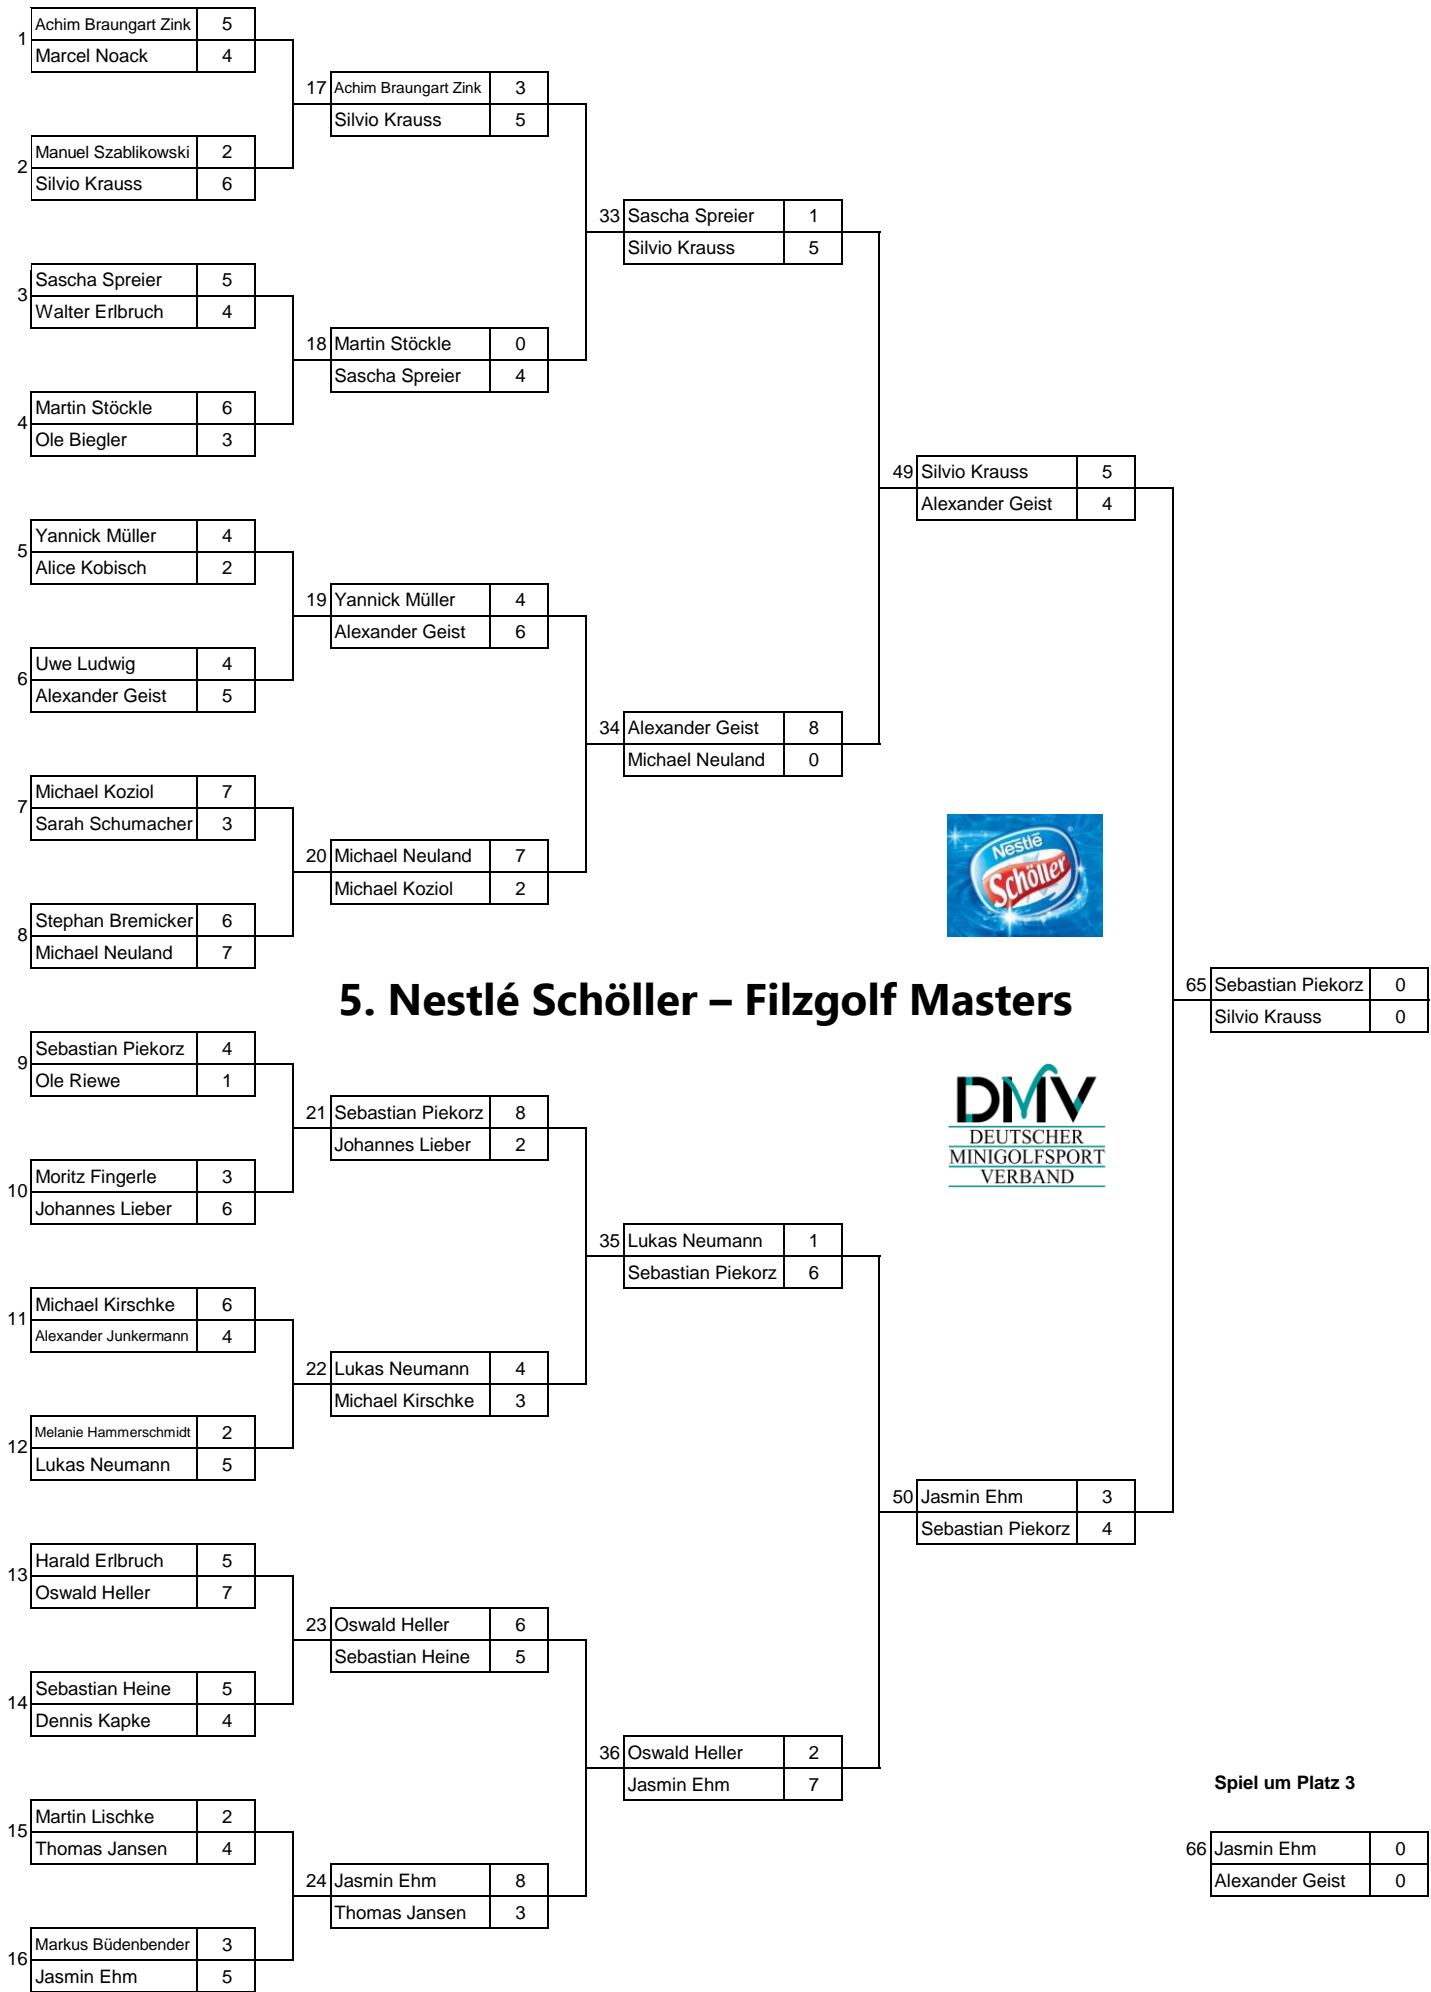 1 Achim Braungart Zink 5
Marcel Noack 4
2 Manuel Szablikowski 2
Silvio Krauss 6
3 Sascha Spreier 5
Walter Erlbruch 4
4 Martin Stöckle 6
Ole Biegler 3
5 Yannick Müller 4
Alice Kobisch 2
6 Uwe Ludwig 4
Alexander Geist 5
7 Michael Koziol 7
Sarah Schumacher 3
8 Stephan Bremicker 6
Michael Neuland 7
9 Sebastian Piekorz 4
Ole Riewe 1
10 Moritz Fingerle 3
Johannes Lieber 6
11 Michael Kirschke 6
Alexander Junkermann 4
12 Melanie Hammerschmidt 2
Lukas Neumann 5
13 Harald Erlbruch 5
Oswald Heller 7
14 Sebastian Heine 5
Dennis Kapke 4
15 Martin Lischke 2
Thomas Jansen 4
16 Markus Büdenbender 3
Jasmin Ehm 5
17 Achim Braungart Zink 3
Silvio Krauss 5
18 Martin Stöckle 0
Sascha Spreier 4
19 Yannick Müller 4
Alexander Geist 6
20 Michael Neuland 7
Michael Koziol 2
21 Sebastian Piekorz 8
Johannes Lieber 2
22 Lukas Neumann 4
Michael Kirschke 3
23 Oswald Heller 6
Sebastian Heine 5
24 Jasmin Ehm 8
Thomas Jansen 3
33 Sascha Spreier 1
Silvio Krauss 5
34 Alexander Geist 8
Michael Neuland 0
35 Lukas Neumann 1
Sebastian Piekorz 6
36 Oswald Heller 2
Jasmin Ehm 7
49 Silvio Krauss 5
Alexander Geist 4
50 Jasmin Ehm 3
Sebastian Piekorz 4
Nestlé
Schöller
5. Nestlé Schöller – Filzgolf Masters
DMV
DEUTSCHER
MINIGOLFSPORT
VERBAND
65 Sebastian Piekorz 0
Silvio Krauss 0
Spiel um Platz 3
66 Jasmin Ehm 0
Alexander Geist 0